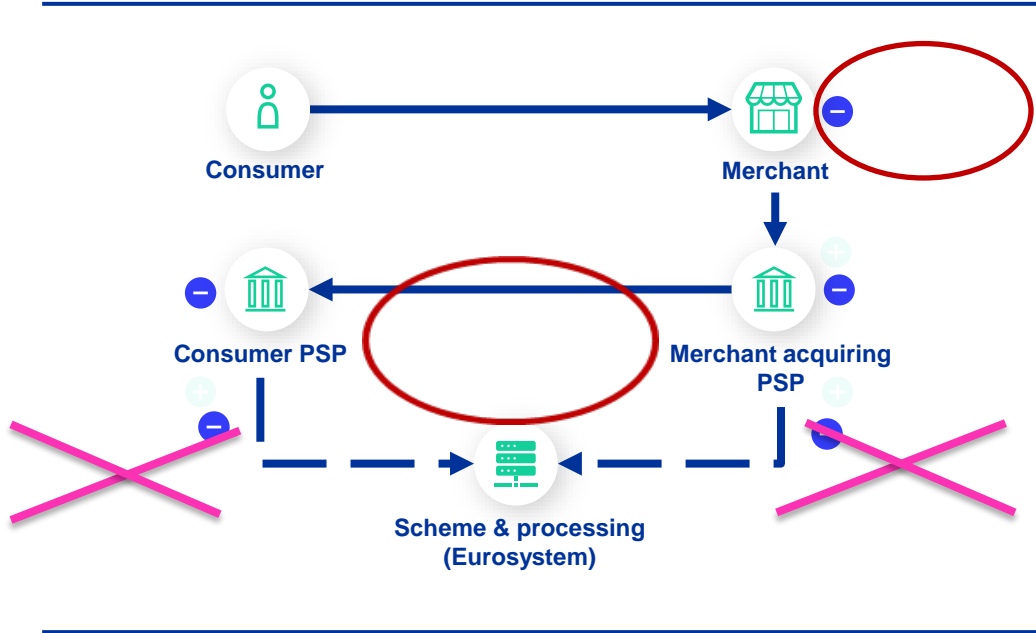 Consumer
Merchant
Consumer PSP
Merchant acquiring
PSP
Scheme & processing
(Eurosystem)